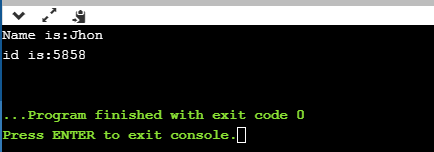 Name is:Jhon
id is:5858
...Program finished with exit code 0
Press ENTER to exit console.